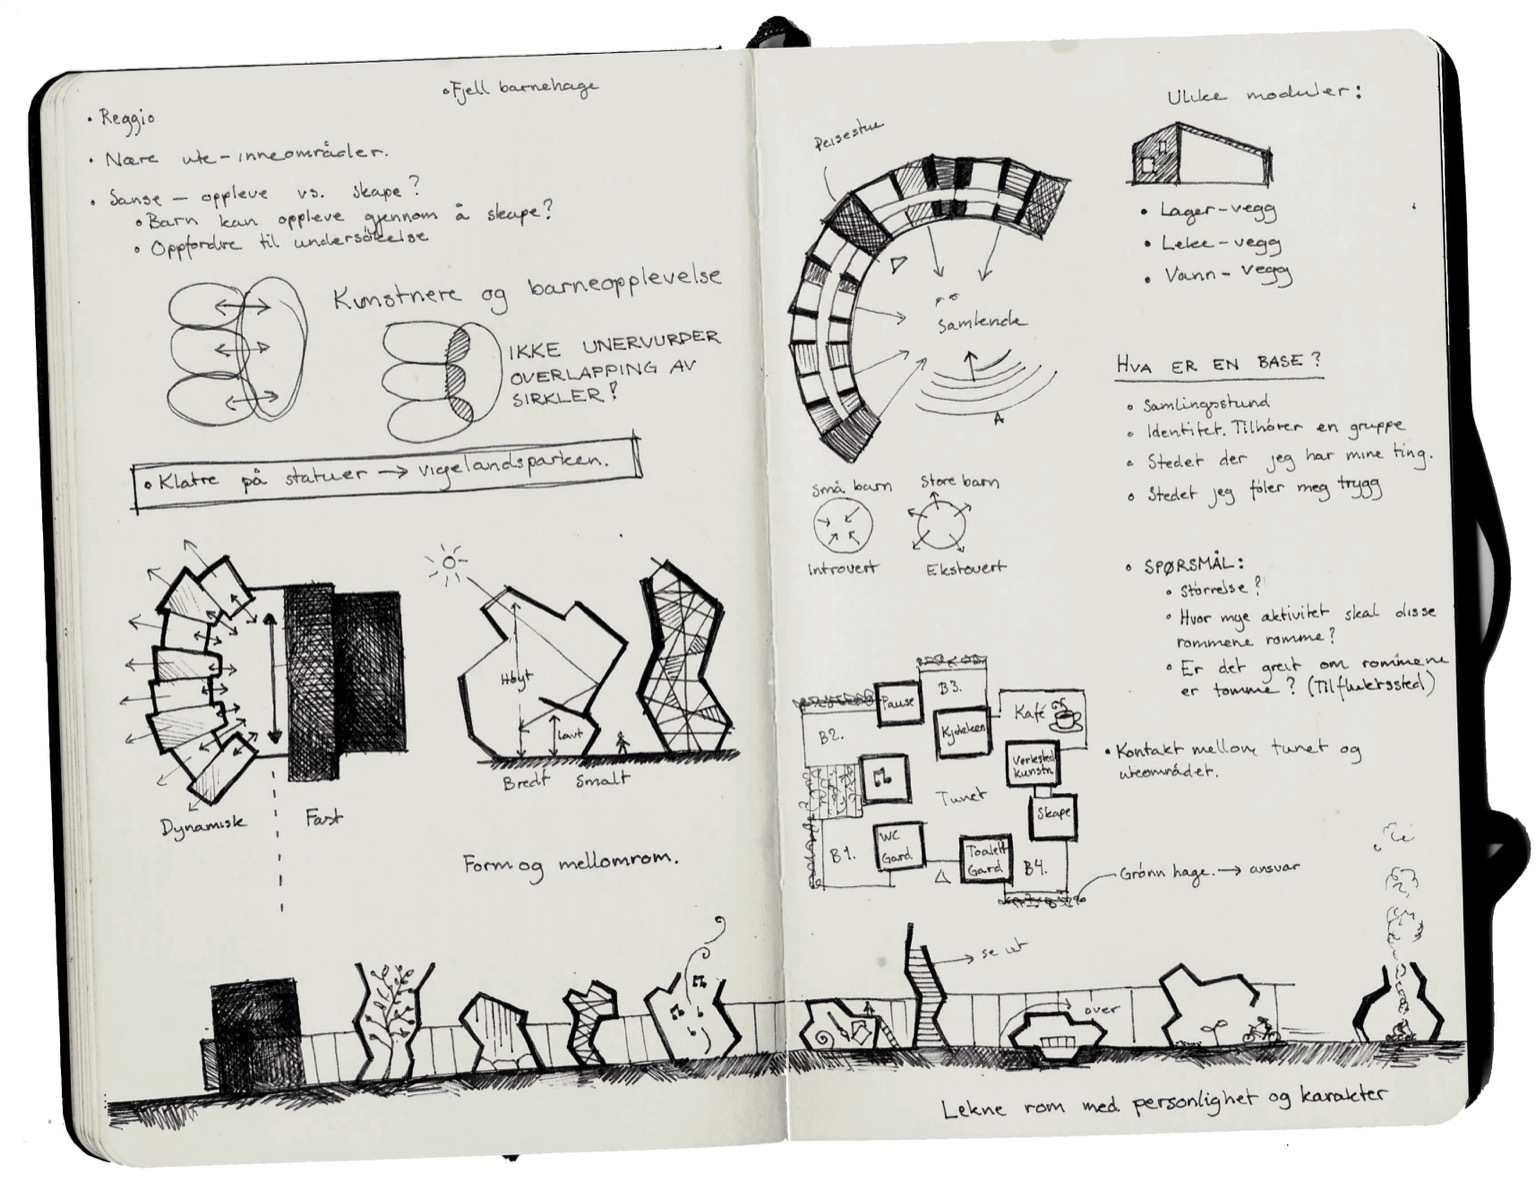 • Fjell barnehage
• Reggio
• Nære ute-inneområder.
• Sanse – oppleve vs. skape?
• Barn kan oppleve gjennom å skape?
• Oppfordre til undersøkelse
Kunstnere og barneopplevelse
IKKE UNERVURDER
OVERLAPPING AV
SIRKLER!
• Klatre på statuer → vigelandsparken.
Høyt
Lavt
Bredt Smalt
Dynamisk Fast
Form og mellomrom.
Peisestue
Samlende
A
Små barn Store barn
Introvert Ekstovert
Ulike moduler:
• Lager-vegg
• Leke-vegg
• Vann-vegg
HVA ER EN BASE?
• Samlingsstund
• Identitet. Tilhører en gruppe
• Stedet der jeg har mine ting.
• Stedet jeg føler meg trygg
• SPØRSMÅL:
• Størrelse?
• Hvor mye aktivitet skal disse
rommene romme?
• Er det greit om rommene
er tomme? (Tilfluktssted)
• Kontakt mellom tunet og
uteområdet.
Pause
B3.
Kafé
B2.
Kjøkken
Verksted
Kunstn.
Tunet
Skape
B1.
WC
Gard
Toalett
Gard
B4.
Grønn hage. → ansvar
→ se ut
over
Lekne rom med personlighet og karakter